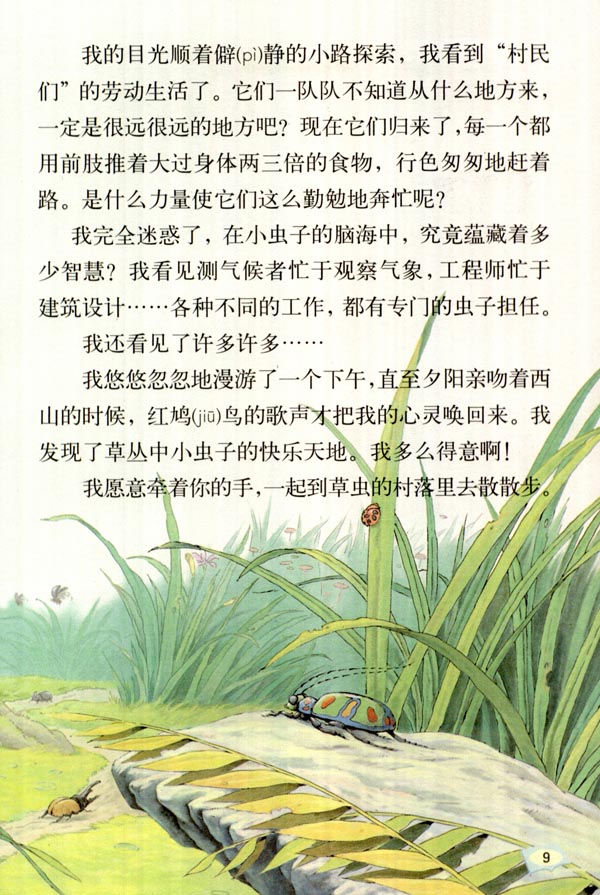 我的目光顺着僻(pì)静的小路探索，我看到“村民
们”的劳动生活了。它们一队队不知道从什么地方来，
一定是很远很远的地方吧？现在它们归来了，每一个都
用前肢推着大过身体两三倍的食物，行色匆匆地赶着
路。是什么力量使它们这么勤勉地奔忙呢？
我完全迷惑了，在小虫子的脑海中，究竟蕴藏着多
少智慧？我看见测气候者忙于观察气象，工程师忙于
建筑设计……各种不同的工作，都有专门的虫子担任。
我还看见了许多许多……
我悠悠忽忽地漫游了一个下午，直至夕阳亲吻着西
山的时候，红鸠(jiū)鸟的歌声才把我的心灵唤回来。我
发现了草丛中小虫子的快乐天地。我多么得意啊！
我愿意牵着你的手，一起到草虫的村落里去散散步。
9